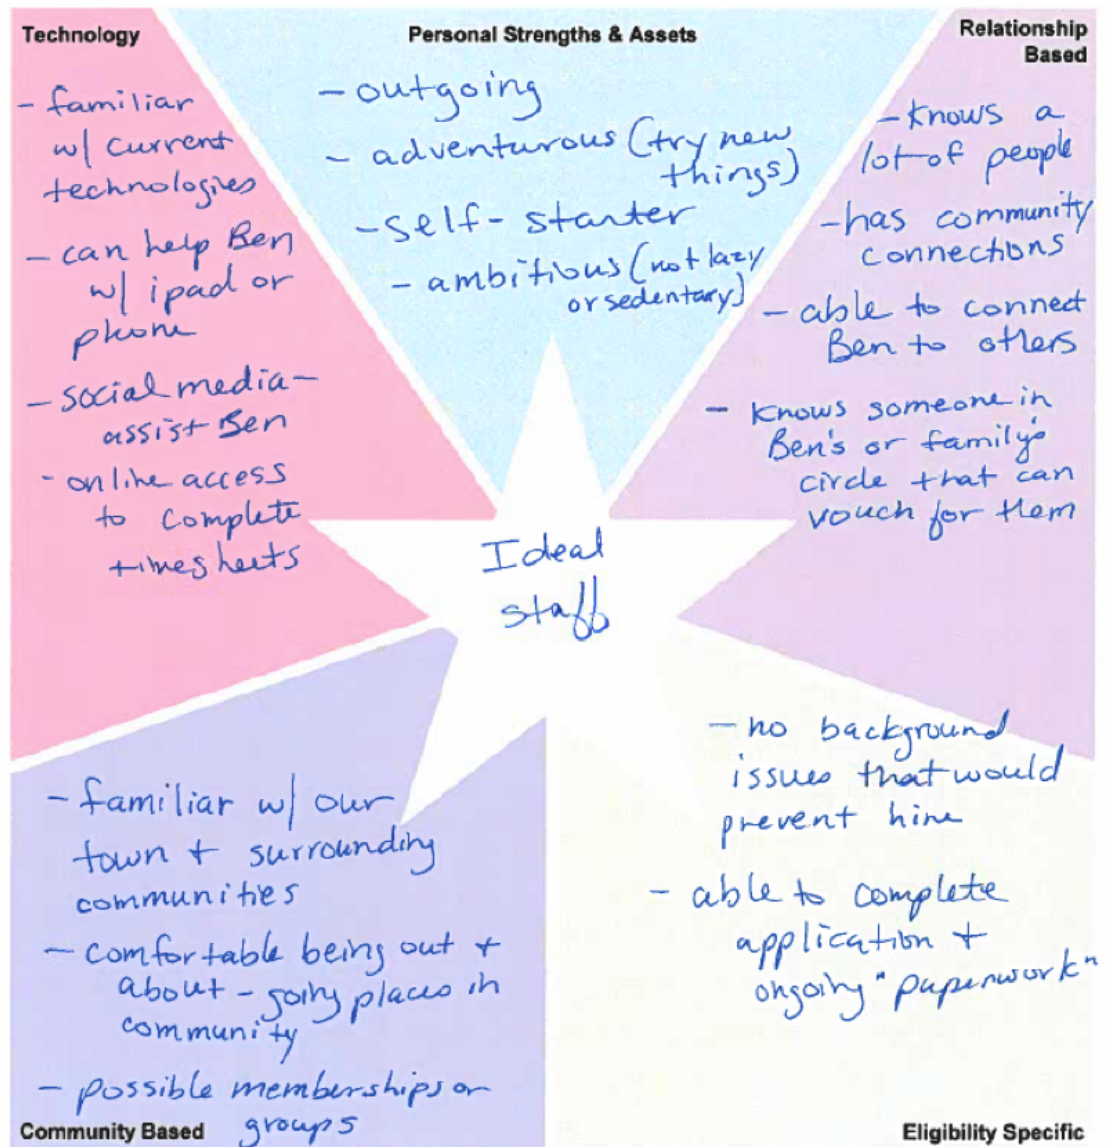 Technology
- familiar
w/ current
technologies
- can help Ben
w/ ipad or
phone
- social media -
assist Ben
- online access
to complete
timesheets
Personal Strengths & Assets
- outgoing
- adventurous (try new
things)
- self-starter
- ambitious (not lazy
or sedentary)
Relationship
Based
- knows a
lot of people
- has community
connections
- able to connect
Ben to others
- knows someone in
Ben's or family's
circle that can
vouch for them
Ideal
staff
- familiar w/ our
town + surrounding
communities
- comfortable being out +
about - going places in
community
- possible memberships or
groups
Community Based
- no background
issues that would
prevent hire
- able to complete
application +
ongoing "paperwork"
Eligibility Specific